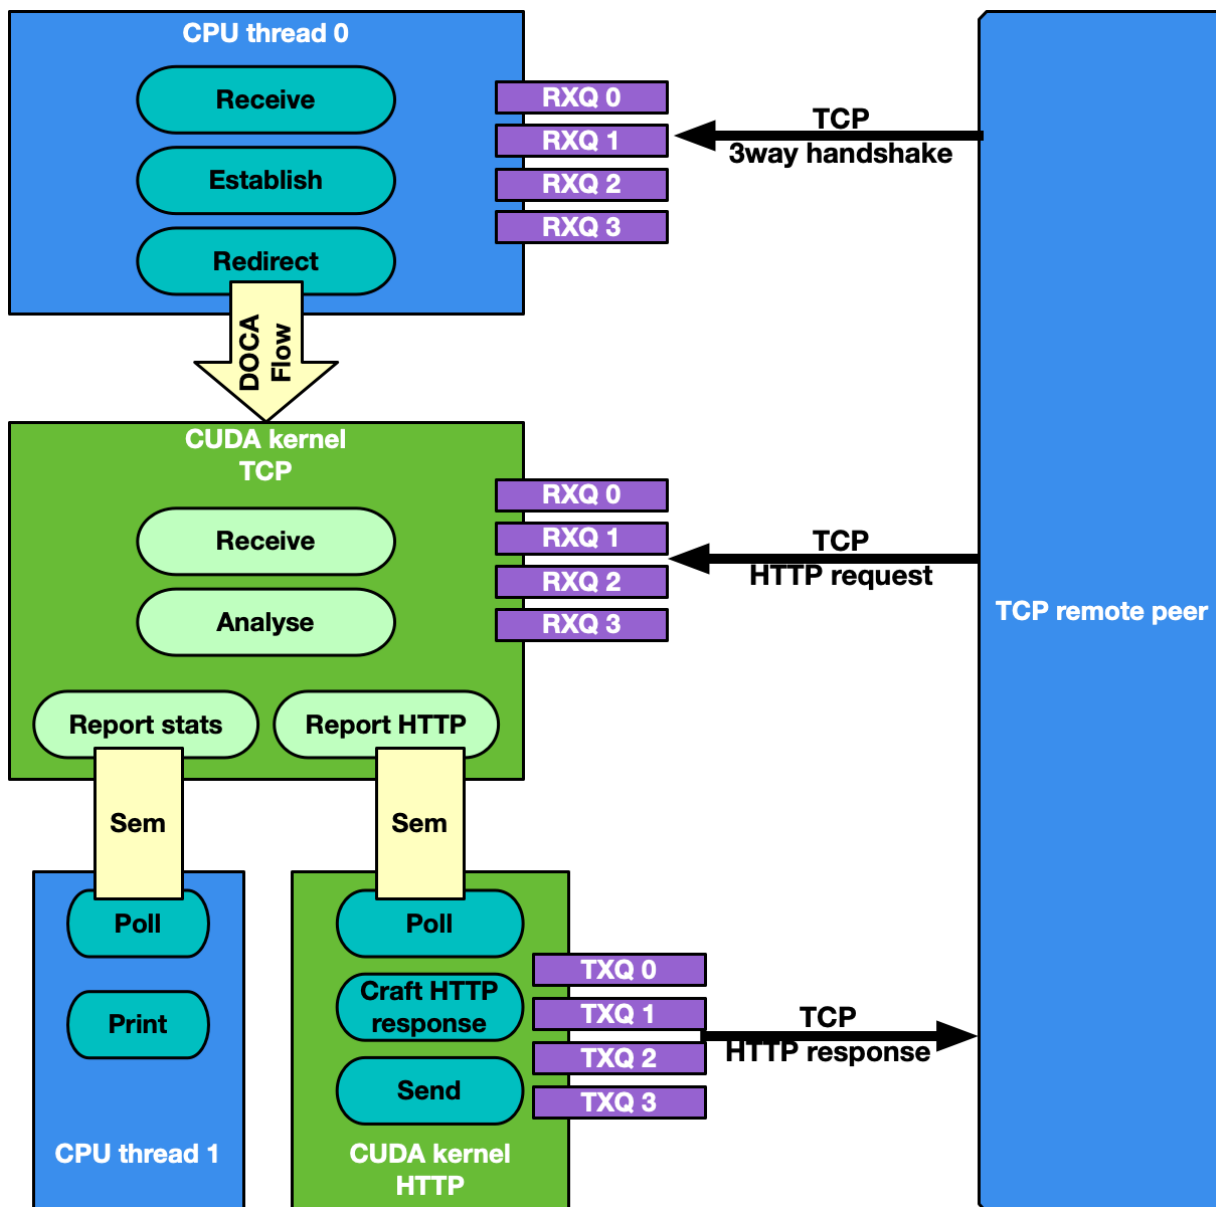 CPU thread 0
Receive
Establish
Redirect
RXQ 0
RXQ 1
RXQ 2
RXQ 3
TCP
3way handshake
DOCA
Flow
CUDA kernel
TCP
Receive
Analyse
RXQ 0
RXQ 1
RXQ 2
RXQ 3
TCP
HTTP request
TCP remote peer
Report stats
Report HTTP
Sem
Sem
Poll
Print
CPU thread 1
Poll
Craft HTTP
response
Send
TXQ 0
TXQ 1
TXQ 2
TXQ 3
TCP
HTTP response
CUDA kernel
HTTP